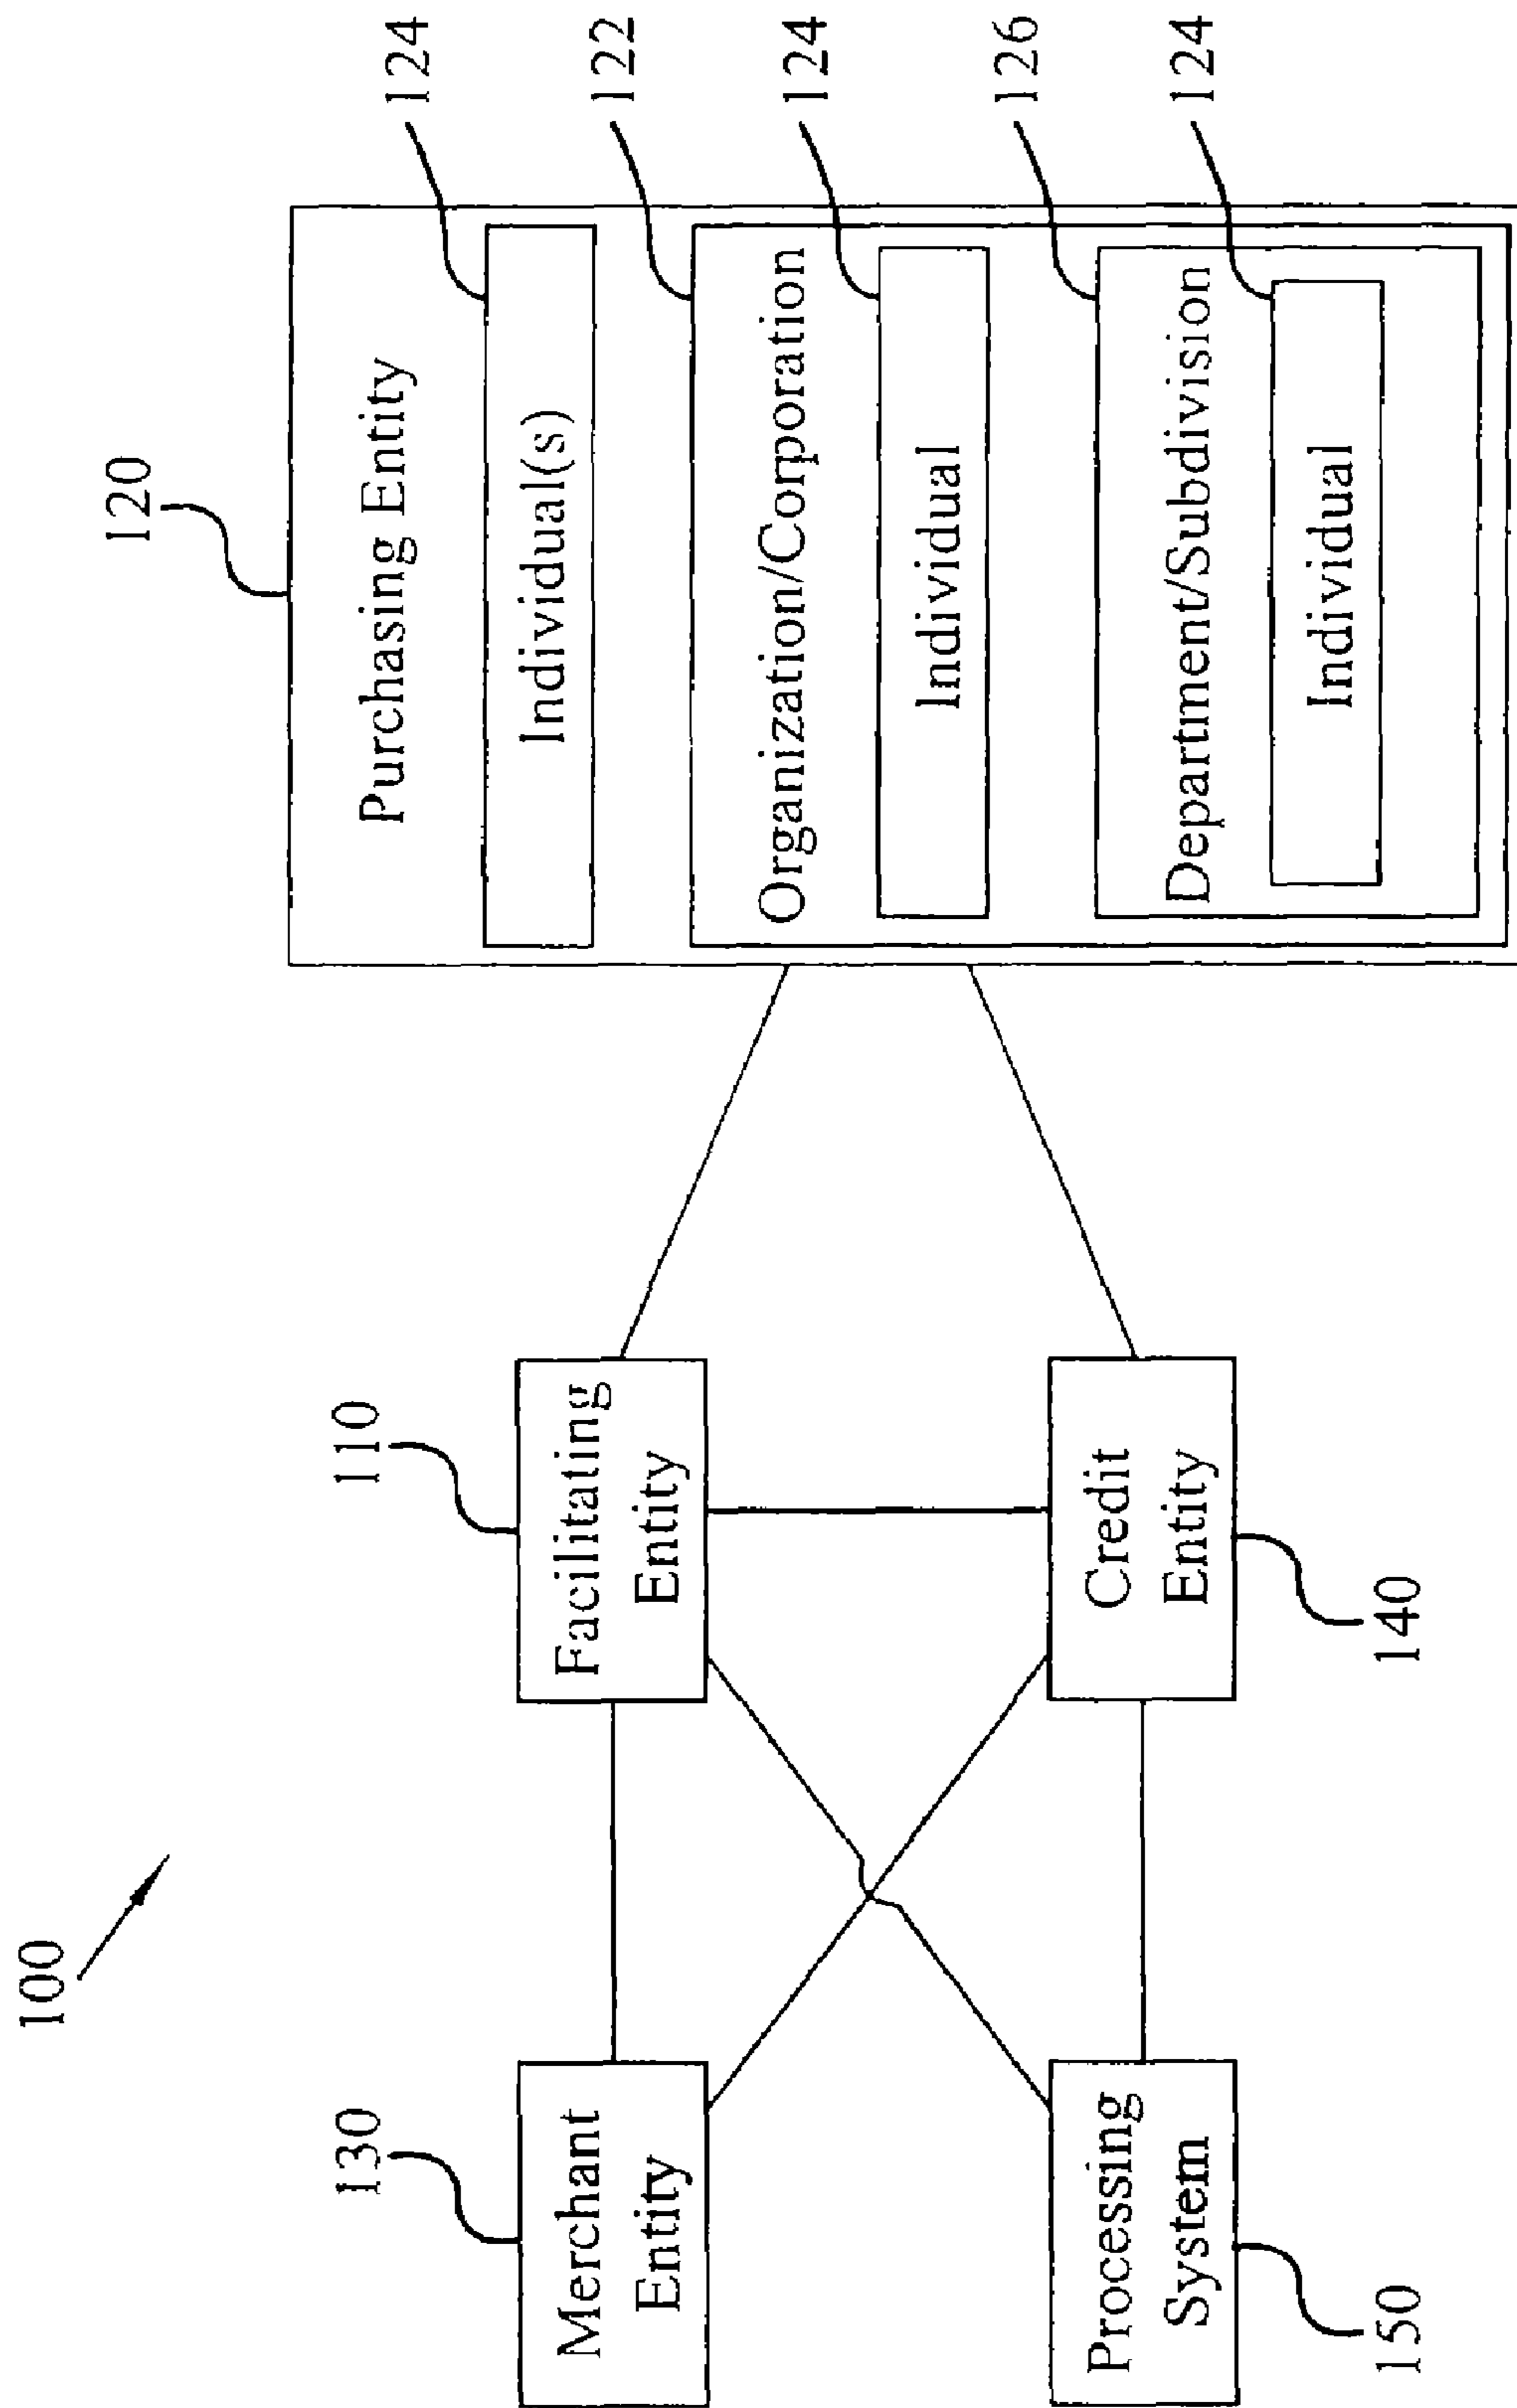 100
120
Purchasing Entity
124
Individual(s)
122
Organization/Corporation
124
Individual
126
Department/Subdivision
124
Individual
110
Facilitating
Entity
130
Merchant
Entity
Credit
Entity
140
Processing
System
150